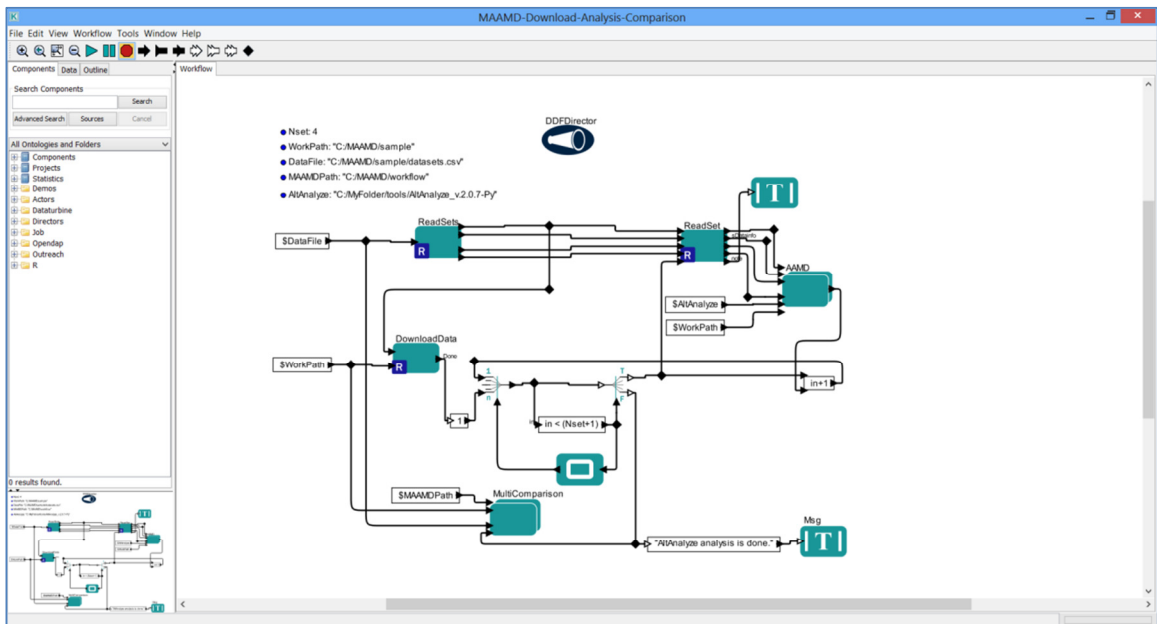 MAAMD-Download-Analysis-Comparison
File Edit View Workflow Tools Window Help
Components Data Outline
Workflow
Search Components
Search
Advanced Search Sources Cancel
All Ontologies and Folders
Components
Projects
Statistics
Demos
Actors
Dataturbine
Directors
Job
Opendap
Outreach
R
0 results found.
DDFDirector
Nset: 4
WorkPath: "C:/MAAMD/sample"
DataFile: "C:/MAAMD/sample/datasets.csv"
MAAMDPath: "C:/MAAMD/workflow"
AltAnalyze: "C:/MyFolder/tools/AltAnalyze_v.2.0.7-Py"
T
ReadSets
R
ReadSet
R
$DataFile
AAMD
$AltAnalyze
$WorkPath
DownloadData
R
Done
$WorkPath
1
n
T
F
in+1
1
in
in < (Nset+1)
$MAAMDPath
MultiComparison
"AltAnalyze analysis is done."
Msg
T